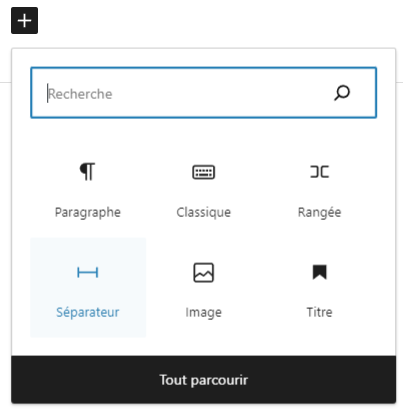 Recherche
Paragraphe
Classique
Rangée
Séparateur
Image
Titre
Tout parcourir